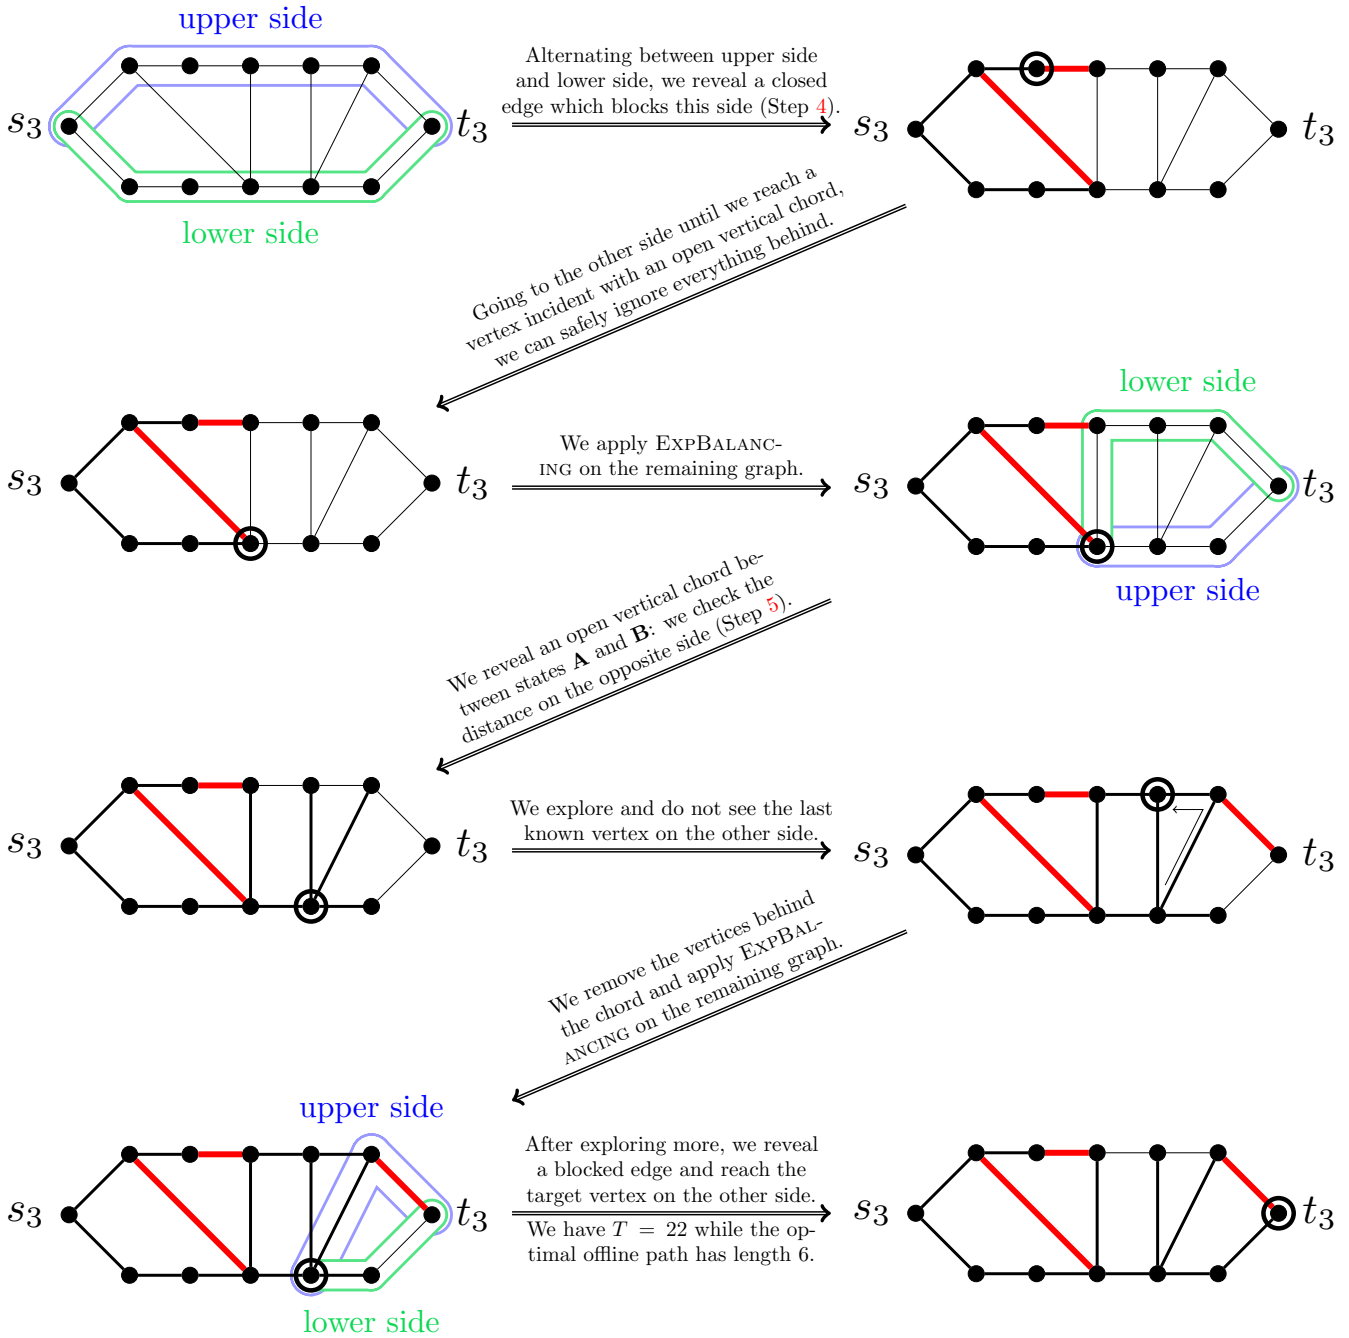 upper side
s₃
t₃
lower side
Alternating between upper side
and lower side, we reveal a closed
edge which blocks this side (Step 4).
s₃
t₃
Going to the other side until we reach a
vertex incident with an open vertical chord,
we can safely ignore everything behind.
s₃
t₃
We apply EXPBALANC-
ING on the remaining graph.
lower side
s₃
t₃
upper side
We reveal an open vertical chord be-
tween states A and B: we check the
distance on the opposite side (Step 5).
s₃
t₃
We explore and do not see the last
known vertex on the other side.
s₃
t₃
We remove the vertices behind
the chord and apply EXPBAL-
ANCING on the remaining graph.
upper side
s₃
t₃
lower side
After exploring more, we reveal
a blocked edge and reach the
target vertex on the other side.
We have T = 22 while the op-
timal offline path has length 6.
s₃
t₃